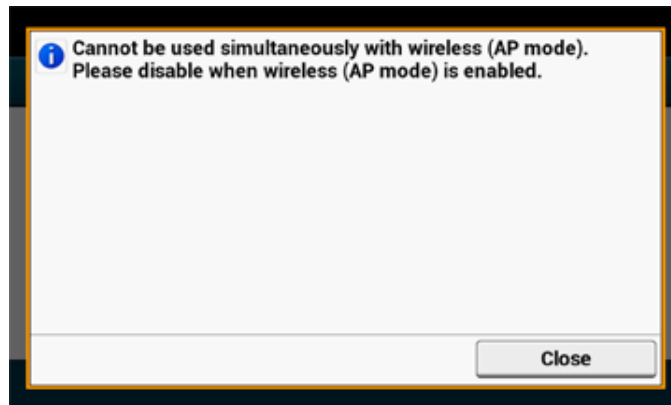 Cannot be used simultaneously with wireless (AP mode).
Please disable when wireless (AP mode) is enabled.
Close